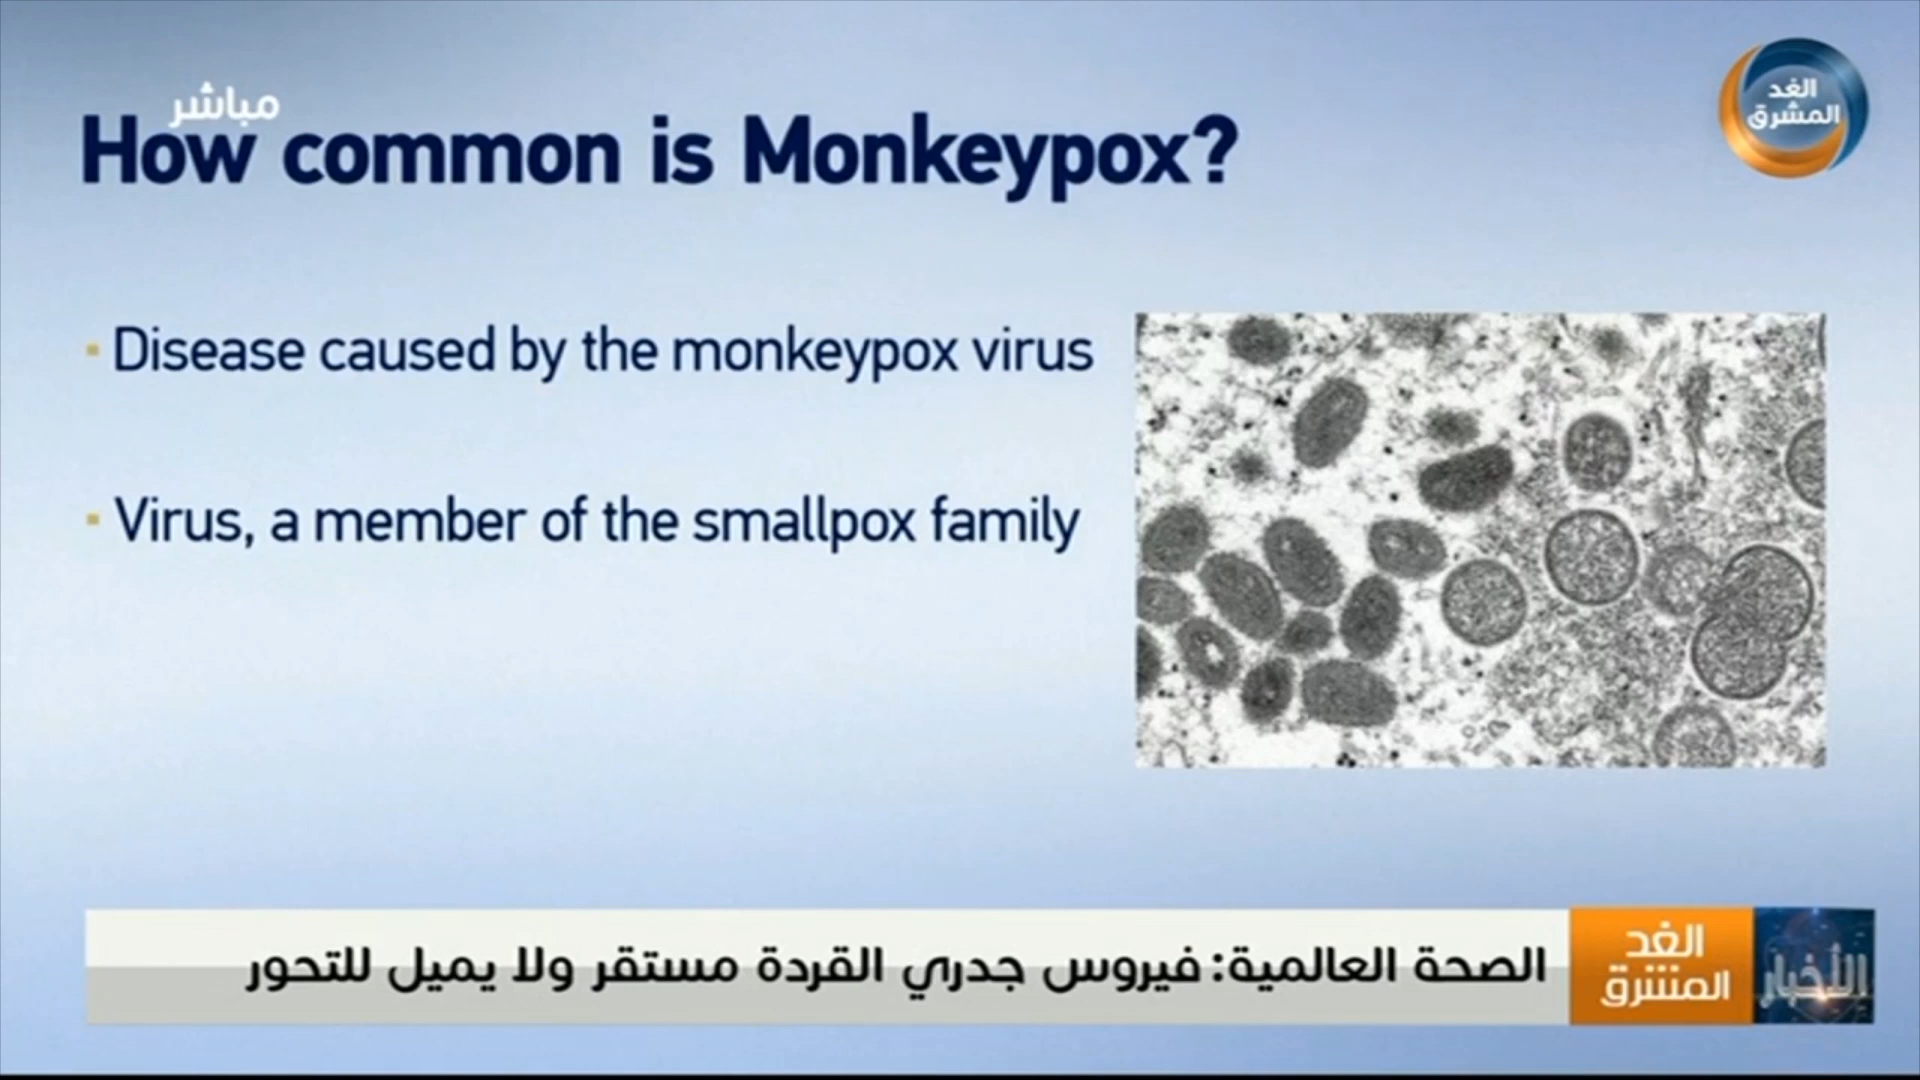 مباشر
How common is Monkeypox?
الغد
المشرق
Disease caused by the monkeypox virus
Virus, a member of the smallpox family
الصحة العالمية: فيروس جدري القردة مستقر ولا يميل للتحور
الغد
المشرق
الأخبار